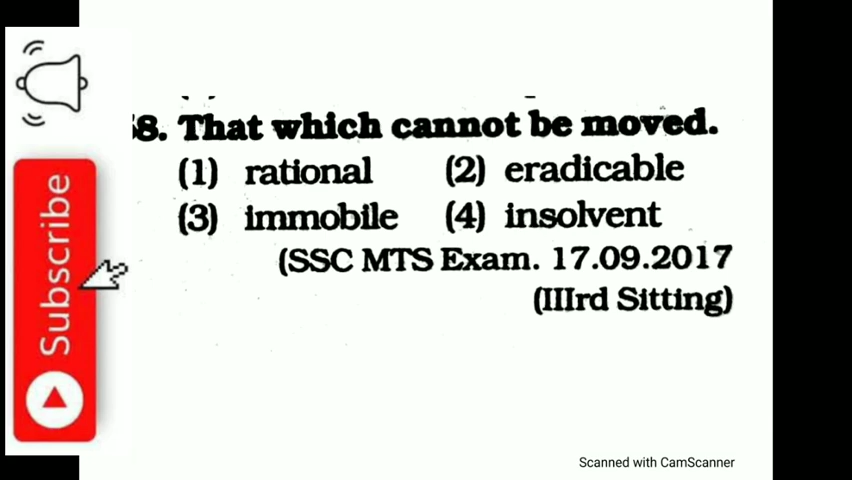 58. That which cannot be moved.
(1) rational (2) eradicable
(3) immobile (4) insolvent
(SSC MTS Exam. 17.09.2017
(IIIrd Sitting)
Subscribe
Scanned with CamScanner